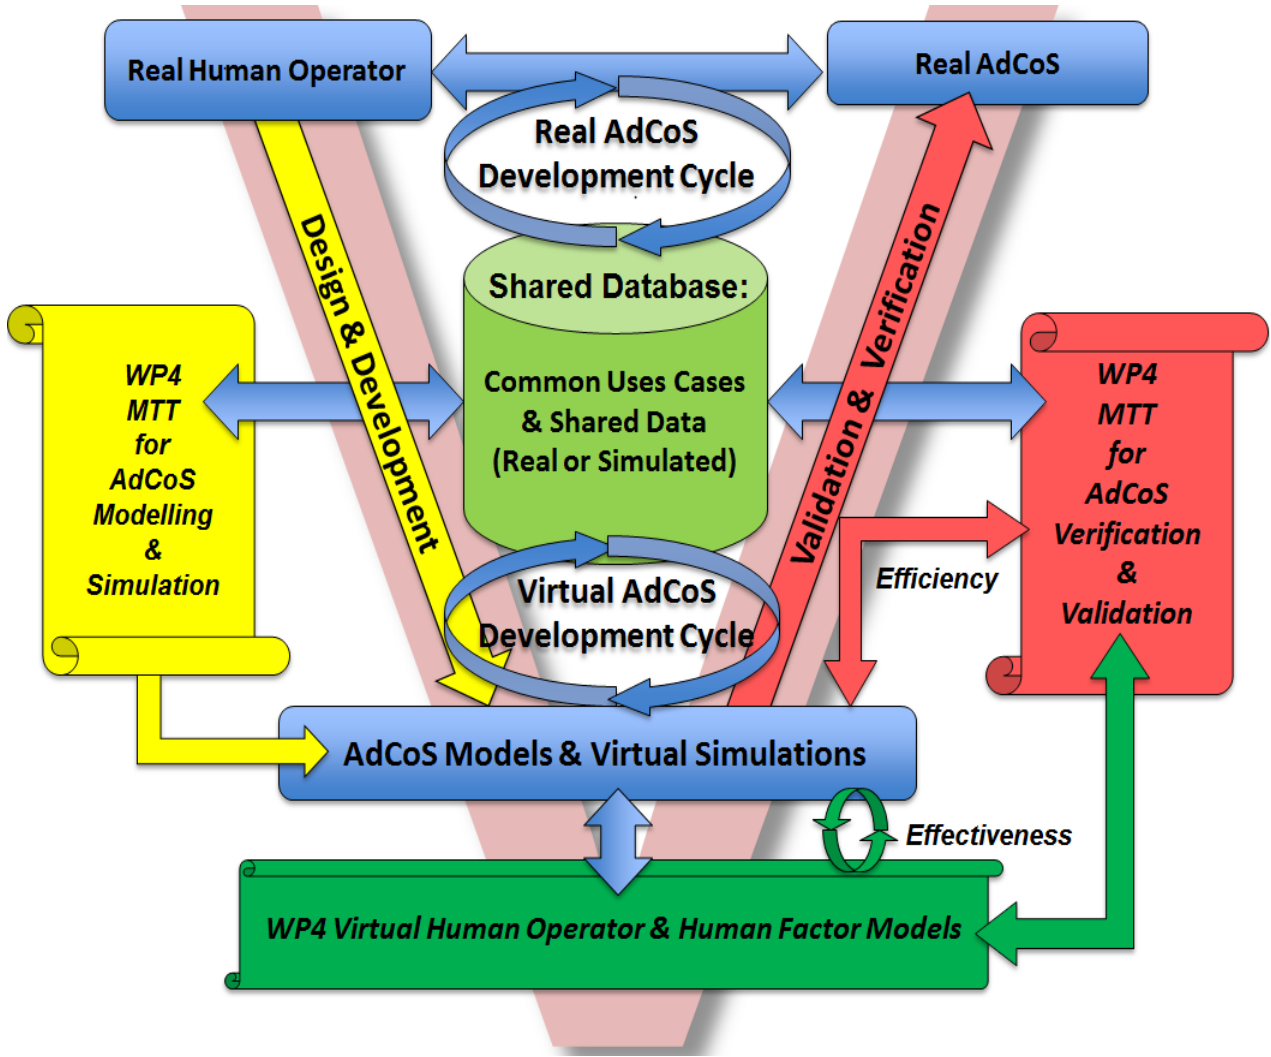 Real Human Operator
Real AdCoS
Real AdCoS
Development Cycle
Design & Development
Validation & Verification
Shared Database:
Common Uses Cases
& Shared Data
(Real or Simulated)
WP4
MTT
for
AdCoS
Modelling
&
Simulation
WP4
MTT
for
AdCoS
Verification
&
Validation
Efficiency
Virtual AdCoS
Development Cycle
AdCoS Models & Virtual Simulations
Effectiveness
WP4 Virtual Human Operator & Human Factor Models